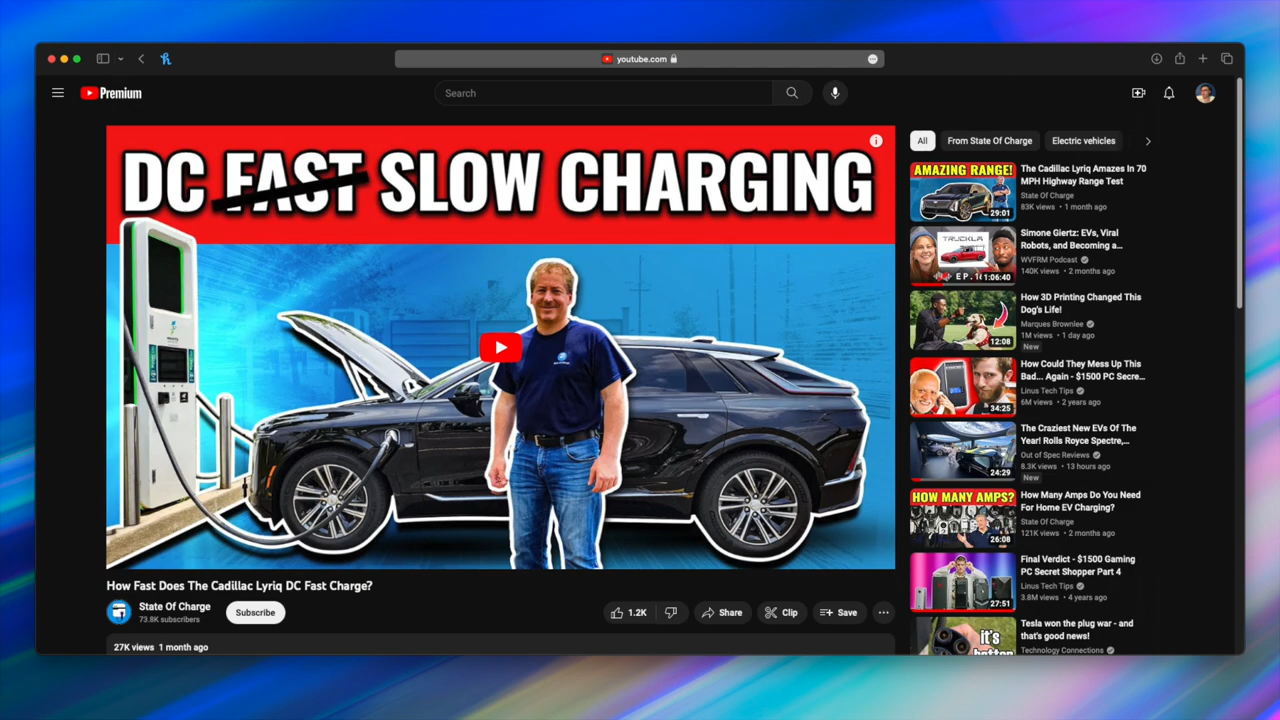 youtube.com
Premium
Search
DC FAST SLOW CHARGING
How Fast Does The Cadillac Lyriq DC Fast Charge?
State Of Charge
73.8K subscribers
Subscribe
1.2K
Share
Clip
Save
27K views 1 month ago
All
From State Of Charge
Electric vehicles
AMAZING RANGE!
29:01
The Cadillac Lyriq Amazes In 70
MPH Highway Range Test
State Of Charge
83K views • 1 month ago
TRUCKLA
EP.
1:06:40
Simone Giertz: EVs, Viral
Robots, and Becoming a...
WVFRM Podcast
140K views • 2 months ago
12:08
How 3D Printing Changed This
Dog's Life!
Marques Brownlee
1M views • 1 day ago
New
34:25
How Could They Mess Up This
Bad... Again - $1500 PC Secre...
Linus Tech Tips
6M views • 2 years ago
24:29
The Craziest New EVs Of The
Year! Rolls Royce Spectre,...
Out of Spec Reviews
8.3K views • 13 hours ago
New
HOW MANY AMPS?
26:08
How Many Amps Do You Need
For Home EV Charging?
State Of Charge
121K views • 2 months ago
27:51
Final Verdict - $1500 Gaming
PC Secret Shopper Part 4
Linus Tech Tips
3.8M views • 4 years ago
it's
better
Tesla won the plug war - and
that's good news!
Technology Connections